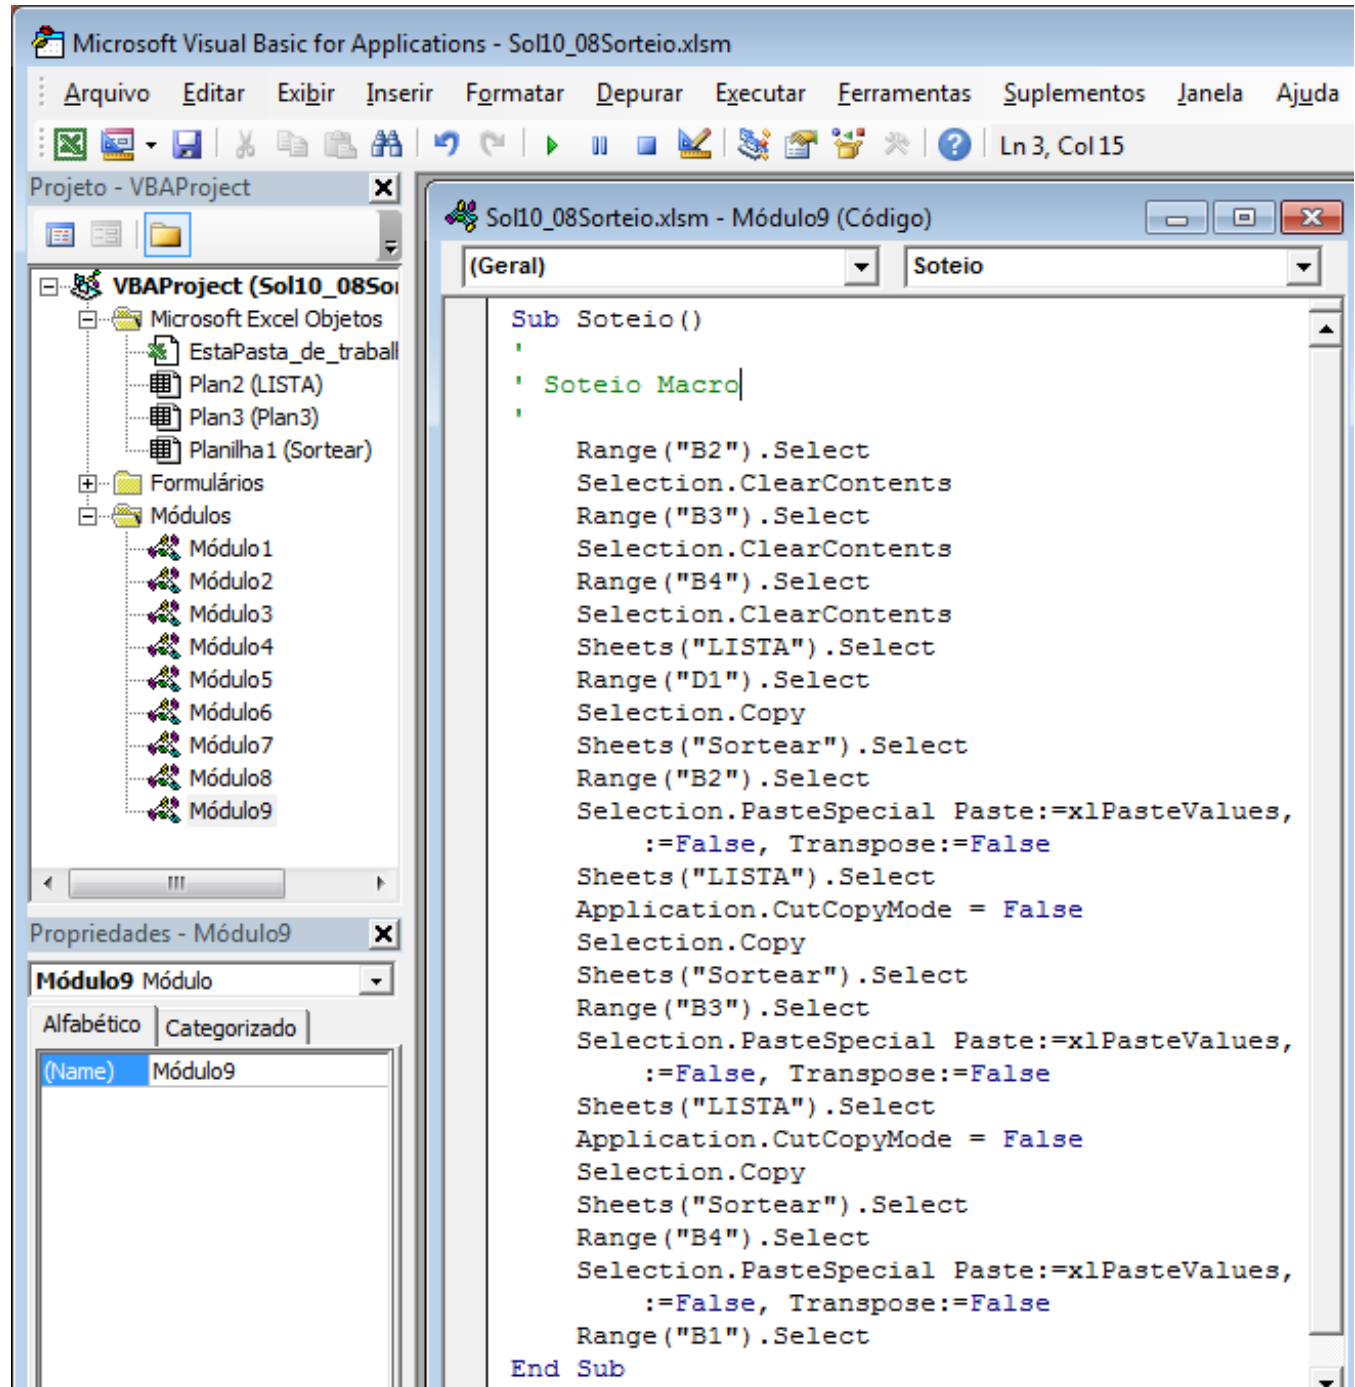 Microsoft Visual Basic for Applications - Sol10_08Sorteio.xlsm
Arquivo Editar Exibir Inserir Formatar Depurar Executar Ferramentas Suplementos Janela Ajuda
Ln 3, Col 15
Projeto - VBAProject
VBAProject (Sol10_08Sor
Microsoft Excel Objetos
EstaPasta_de_trabalh
Plan2 (LISTA)
Plan3 (Plan3)
Planilha1 (Sortear)
Formulários
Módulos
Módulo1
Módulo2
Módulo3
Módulo4
Módulo5
Módulo6
Módulo7
Módulo8
Módulo9
Propriedades - Módulo9
Módulo9 Módulo
Alfabético Categorizado
(Name) Módulo9
Sol10_08Sorteio.xlsm - Módulo9 (Código)
(Geral) Soteio
Sub Soteio()
'
' Soteio Macro
'
Range("B2").Select
Selection.ClearContents
Range("B3").Select
Selection.ClearContents
Range("B4").Select
Selection.ClearContents
Sheets("LISTA").Select
Range("D1").Select
Selection.Copy
Sheets("Sortear").Select
Range("B2").Select
Selection.PasteSpecial Paste:=xlPasteValues,
:=False, Transpose:=False
Sheets("LISTA").Select
Application.CutCopyMode = False
Selection.Copy
Sheets("Sortear").Select
Range("B3").Select
Selection.PasteSpecial Paste:=xlPasteValues,
:=False, Transpose:=False
Sheets("LISTA").Select
Application.CutCopyMode = False
Selection.Copy
Sheets("Sortear").Select
Range("B4").Select
Selection.PasteSpecial Paste:=xlPasteValues,
:=False, Transpose:=False
Range("B1").Select
End Sub